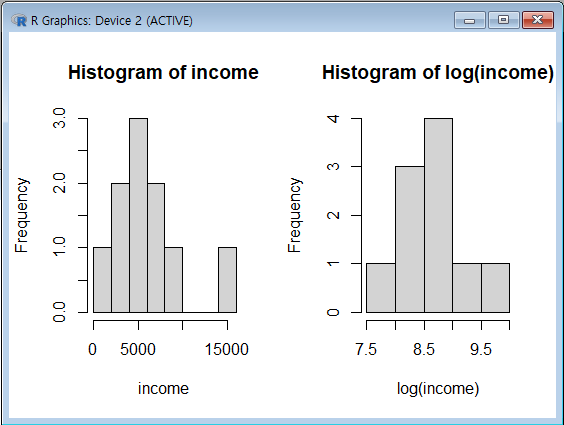 R Graphics: Device 2 (ACTIVE)
Histogram of income
Frequency
3.0
2.0
1.0
0.0
0 5000 15000
income
Histogram of log(income)
Frequency
4
3
2
1
0
7.5 8.5 9.5
log(income)